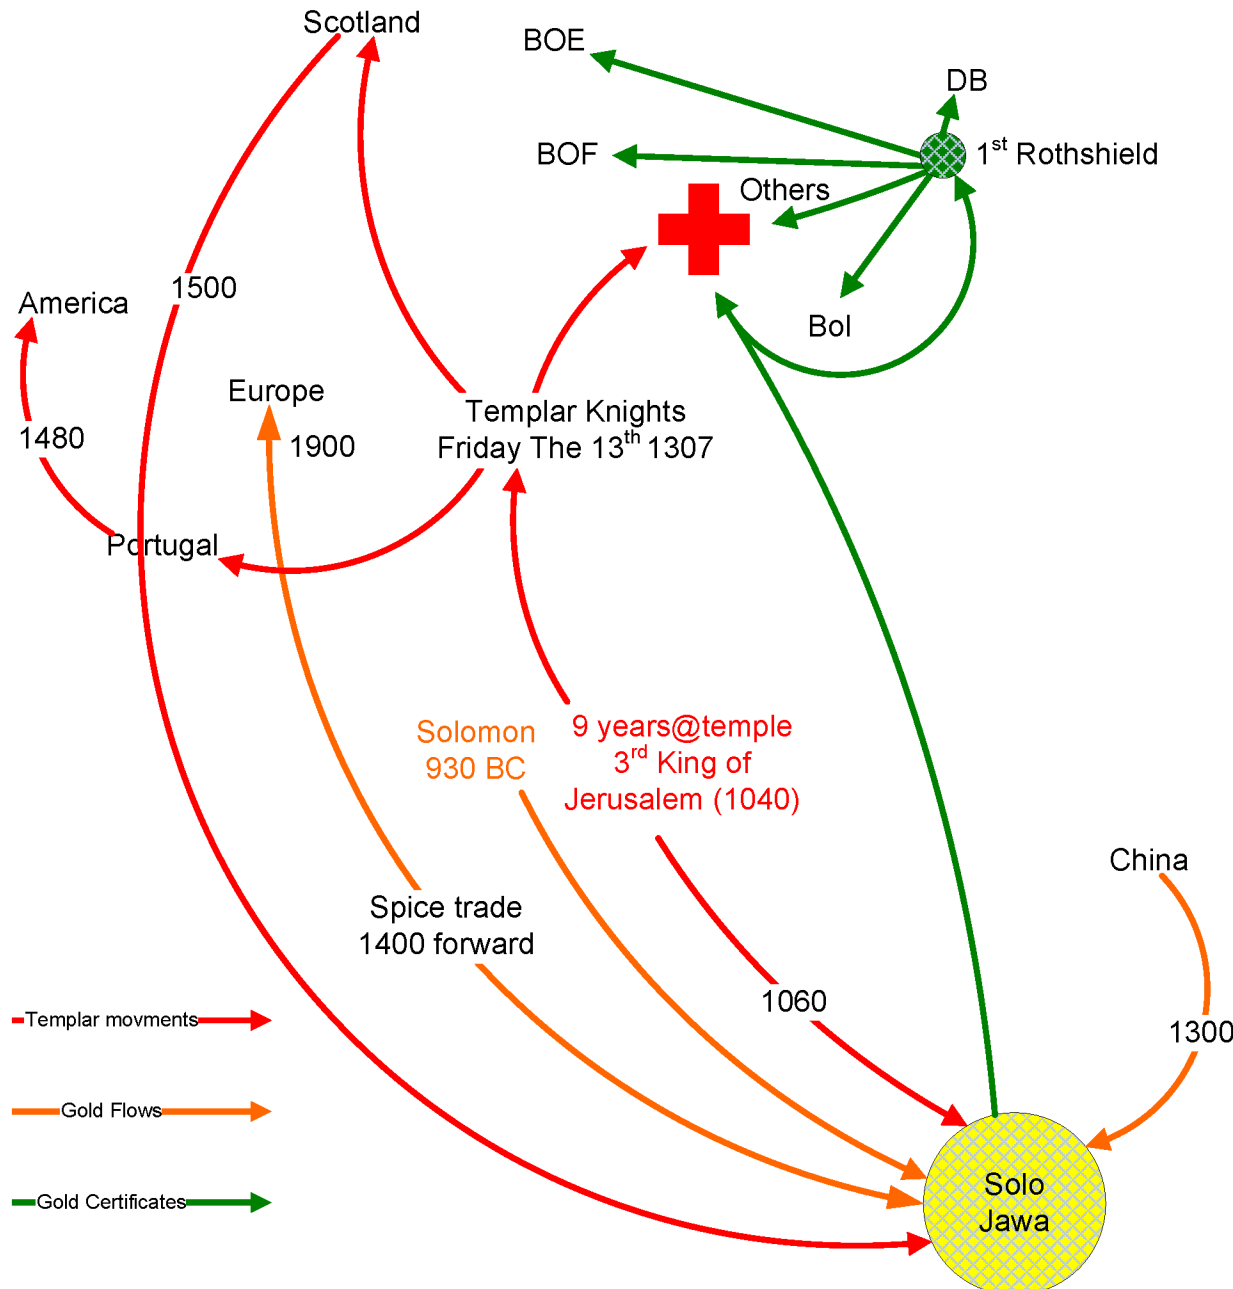 Scotland
BOE
DB
BOF
1st Rothshield
Others
1500
America
BoI
Europe
1480
1900
Templar Knights
Friday The 13th 1307
Portugal
Solomon
930 BC
9 years@temple
3rd King of
Jerusalem (1040)
China
Spice trade
1400 forward
1060
1300
Templar movments
Gold Flows
Gold Certificates
Solo
Jawa